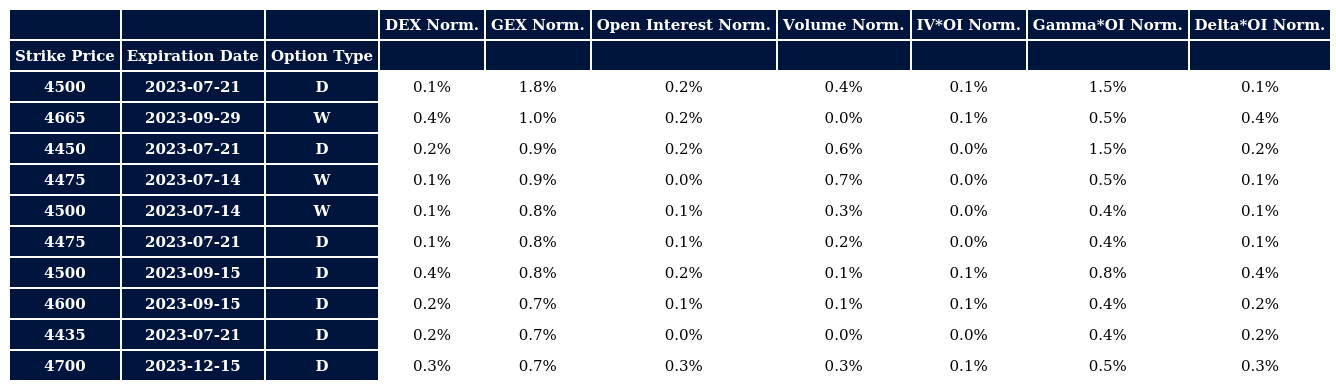 DEX Norm. GEX Norm. Open Interest Norm. Volume Norm. IV*OI Norm. Gamma*OI Norm. Delta*OI Norm.
Strike Price Expiration Date Option Type
4500 2023-07-21 D 0.1% 1.8% 0.2% 0.4% 0.1% 1.5% 0.1%
4665 2023-09-29 W 0.4% 1.0% 0.2% 0.0% 0.1% 0.5% 0.4%
4450 2023-07-21 D 0.2% 0.9% 0.2% 0.6% 0.0% 1.5% 0.2%
4475 2023-07-14 W 0.1% 0.9% 0.0% 0.7% 0.0% 0.5% 0.1%
4500 2023-07-14 W 0.1% 0.8% 0.1% 0.3% 0.0% 0.4% 0.1%
4475 2023-07-21 D 0.1% 0.8% 0.1% 0.2% 0.0% 0.4% 0.1%
4500 2023-09-15 D 0.4% 0.8% 0.2% 0.1% 0.1% 0.8% 0.4%
4600 2023-09-15 D 0.2% 0.7% 0.1% 0.1% 0.1% 0.4% 0.2%
4435 2023-07-21 D 0.2% 0.7% 0.0% 0.0% 0.0% 0.4% 0.2%
4700 2023-12-15 D 0.3% 0.7% 0.3% 0.3% 0.1% 0.5% 0.3%